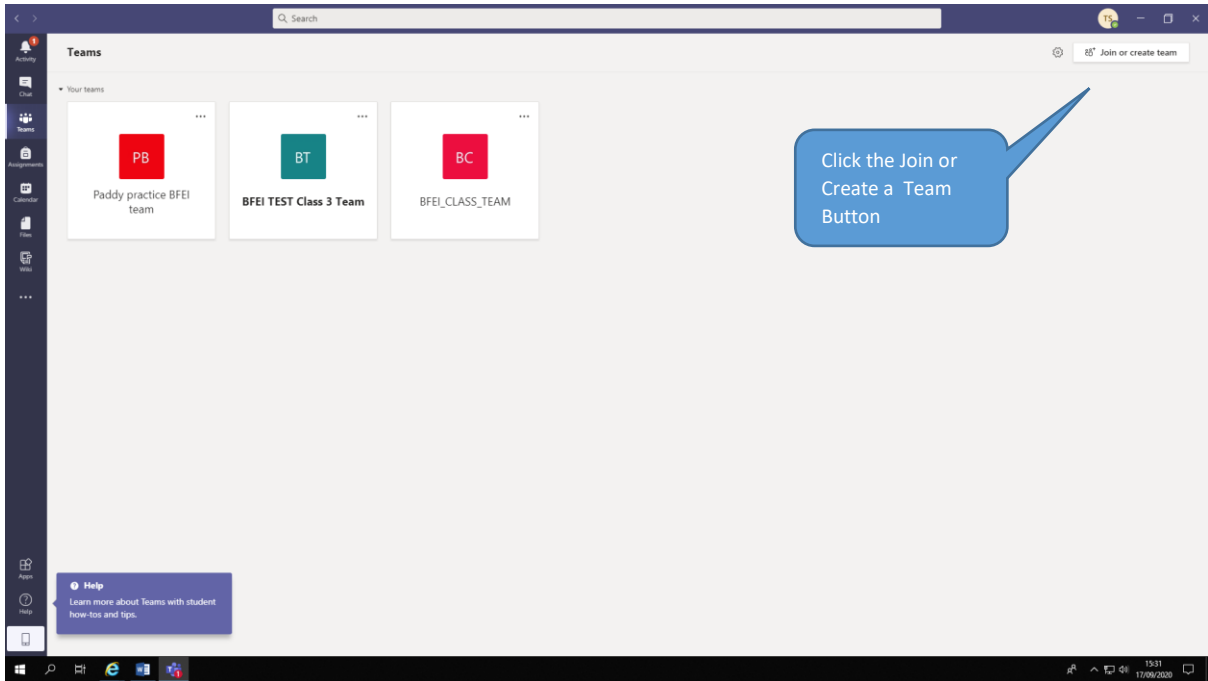 Search
TS
1
Activity
Teams
Join or create team
Chat
Your teams
Teams
PB
BT
BC
Assignments
Paddy practice BFEI
team
BFEI TEST Class 3 Team
BFEI_CLASS_TEAM
Click the Join or
Create a Team
Button
Calendar
Files
Wiki
Apps
Help
Learn more about Teams with student
how-tos and tips.
Help
15:31
17/09/2020